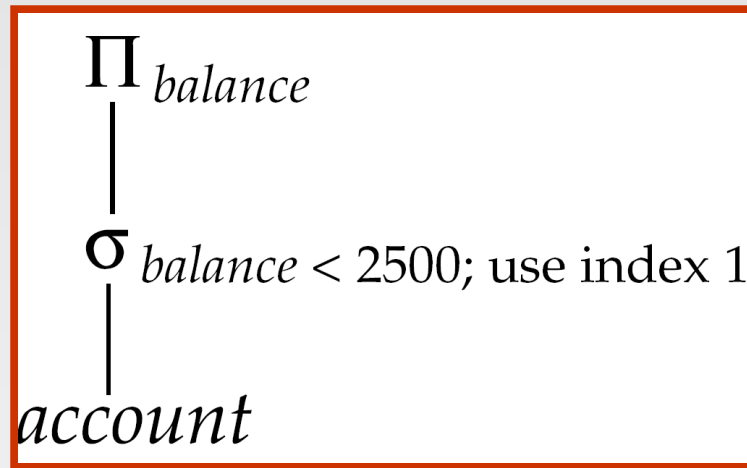 Π balance
σ balance < 2500; use index 1
account